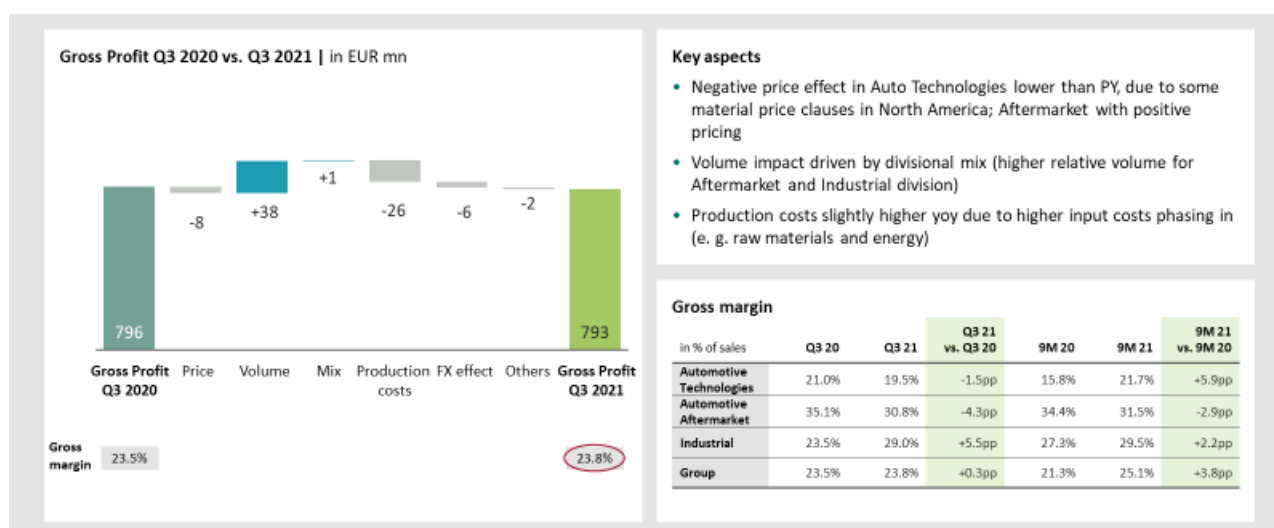 Gross Profit Q3 2020 vs. Q3 2021 | in EUR mn
-8
+38
+1
-26
-6
-2
796
793
Gross Profit Q3 2020
Price
Volume
Mix
Production costs
FX effect
Others
Gross Profit Q3 2021
Gross margin
23.5%
23.8%
Key aspects
• Negative price effect in Auto Technologies lower than PY, due to some
material price clauses in North America; Aftermarket with positive
pricing
• Volume impact driven by divisional mix (higher relative volume for
Aftermarket and Industrial division)
• Production costs slightly higher yoy due to higher input costs phasing in
(e. g. raw materials and energy)
Gross margin
in % of sales Q3 20 Q3 21 Q3 21 vs. Q3 20 9M 20 9M 21 9M 21 vs. 9M 20
Automotive Technologies 21.0% 19.5% -1.5pp 15.8% 21.7% +5.9pp
Automotive Aftermarket 35.1% 30.8% -4.3pp 34.4% 31.5% -2.9pp
Industrial 23.5% 29.0% +5.5pp 27.3% 29.5% +2.2pp
Group 23.5% 23.8% +0.3pp 21.3% 25.1% +3.8pp